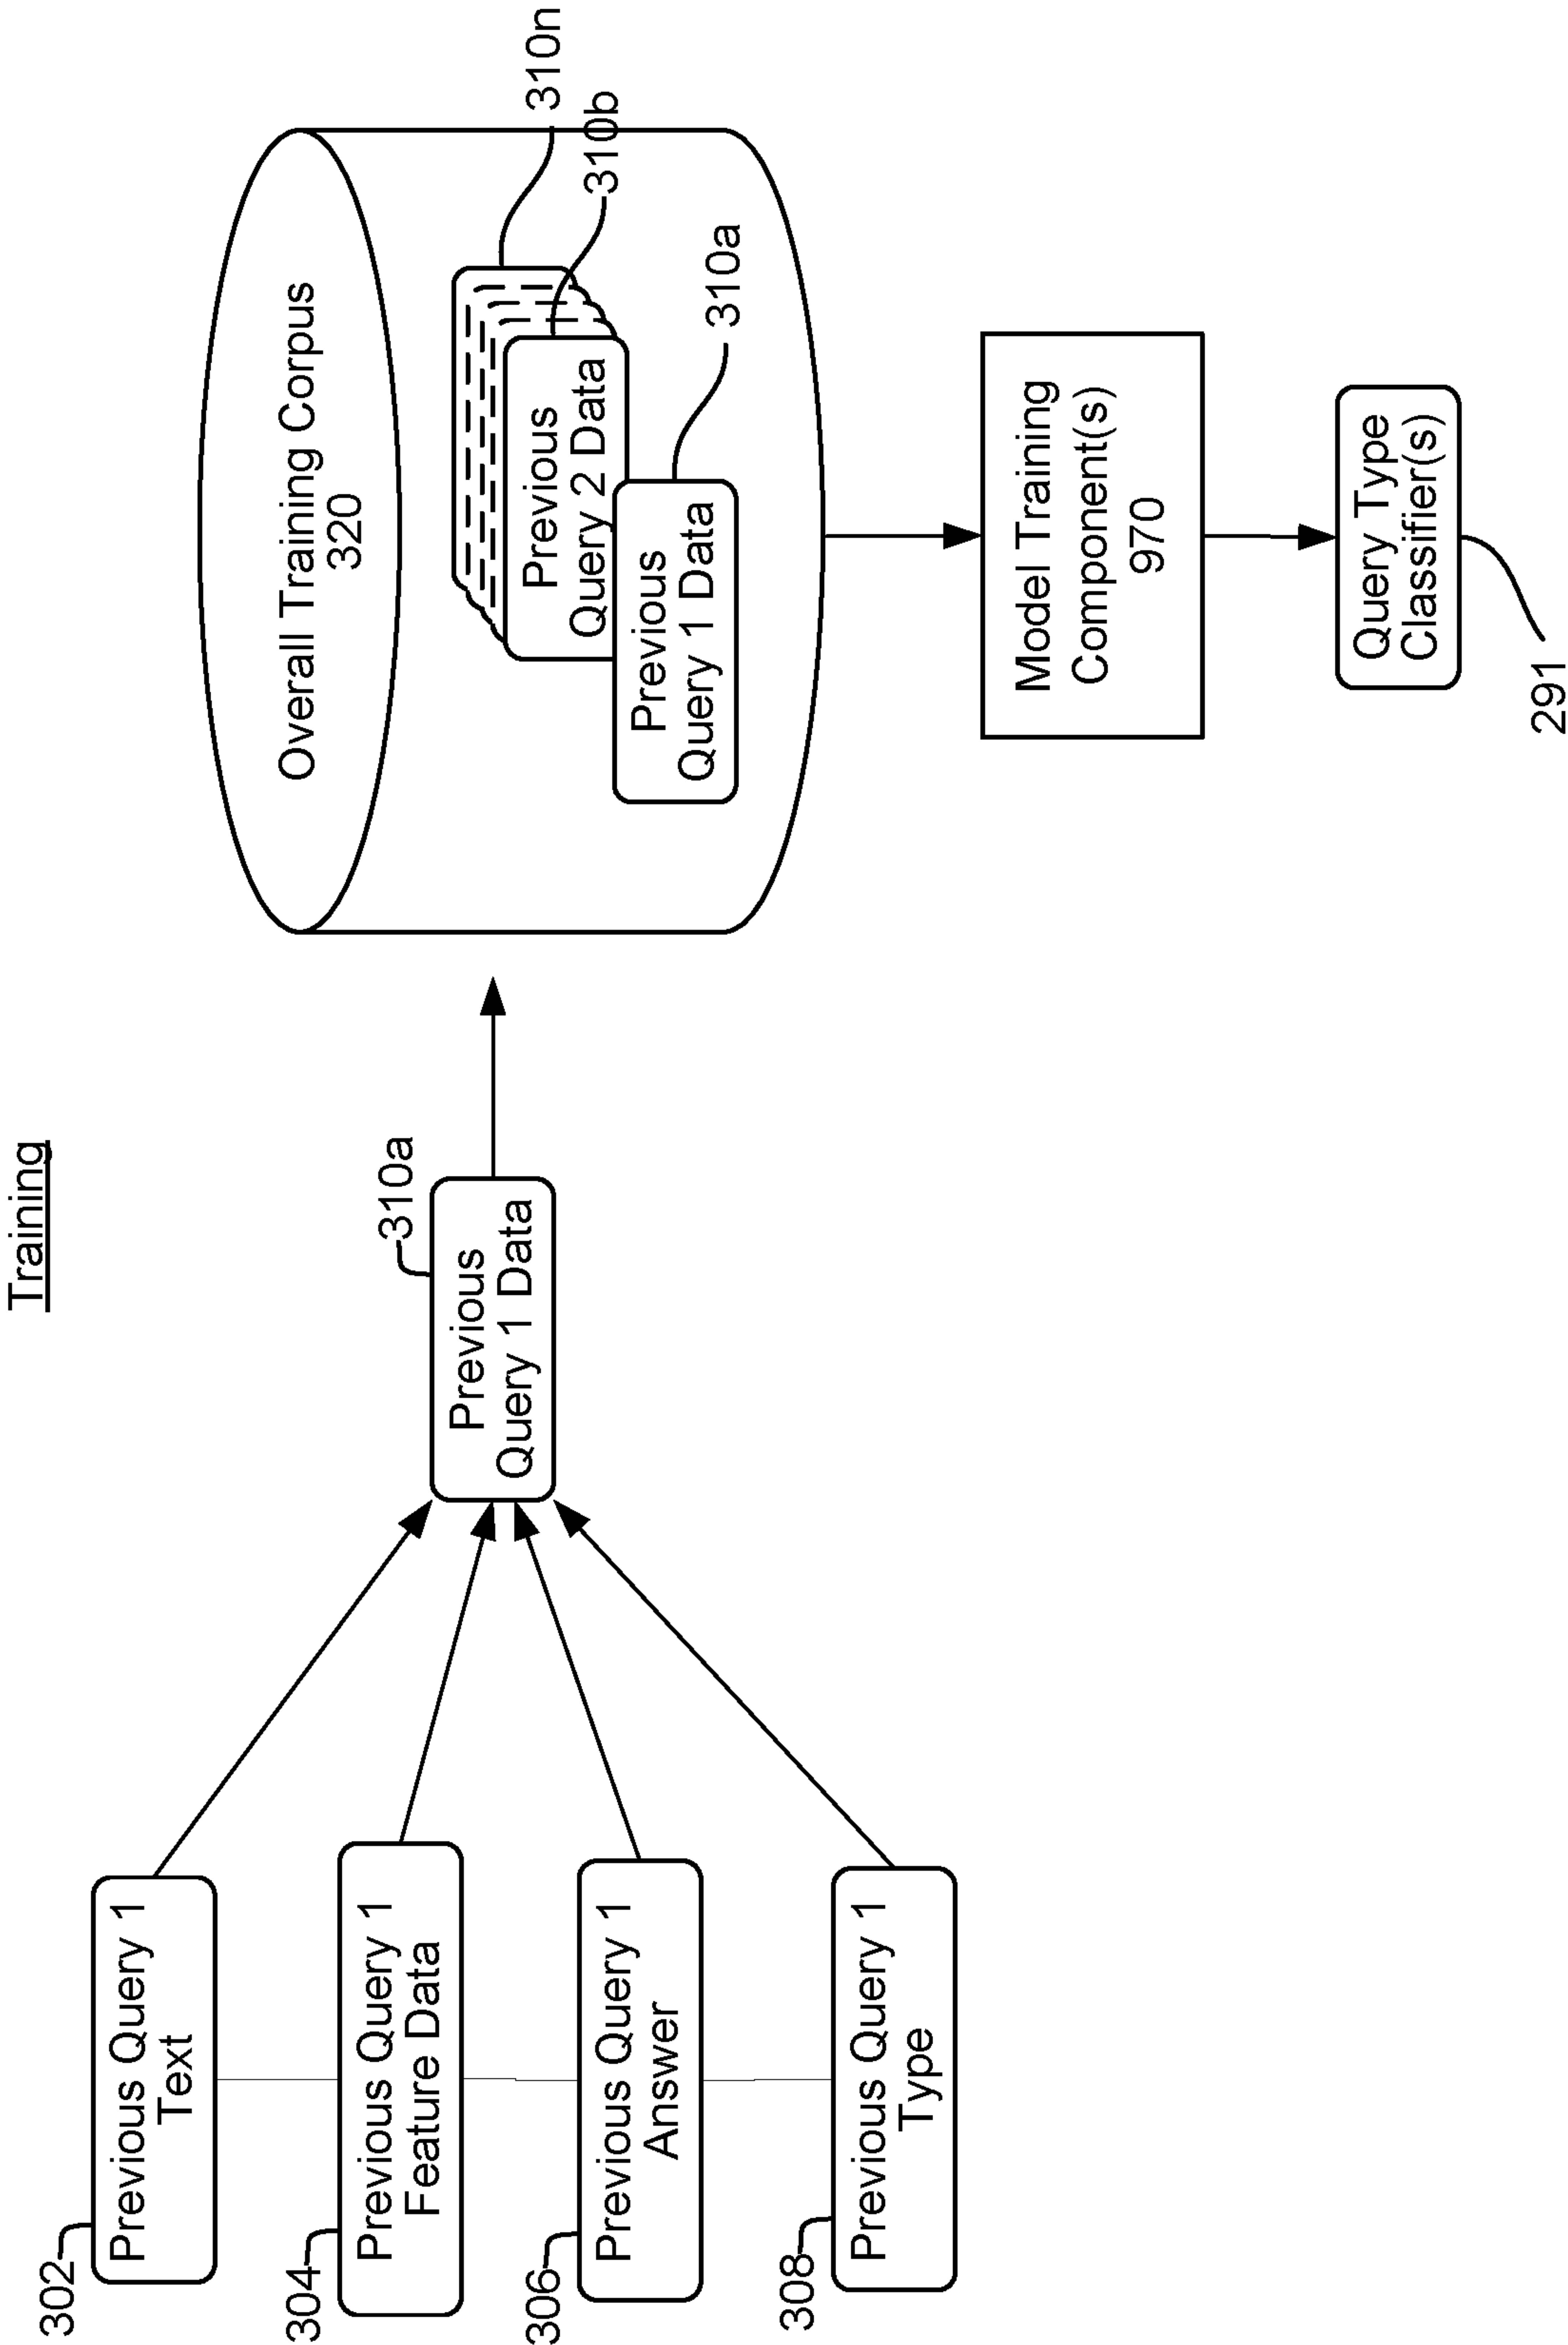 Training
302
Previous Query 1
Text
304
Previous Query 1
Feature Data
306
Previous Query 1
Answer
308
Previous Query 1
Type
310a
Previous
Query 1 Data
Overall Training Corpus
320
310n
310b
Previous
Query 2 Data
310a
Previous
Query 1 Data
Model Training
Component(s)
970
Query Type
Classifier(s)
291